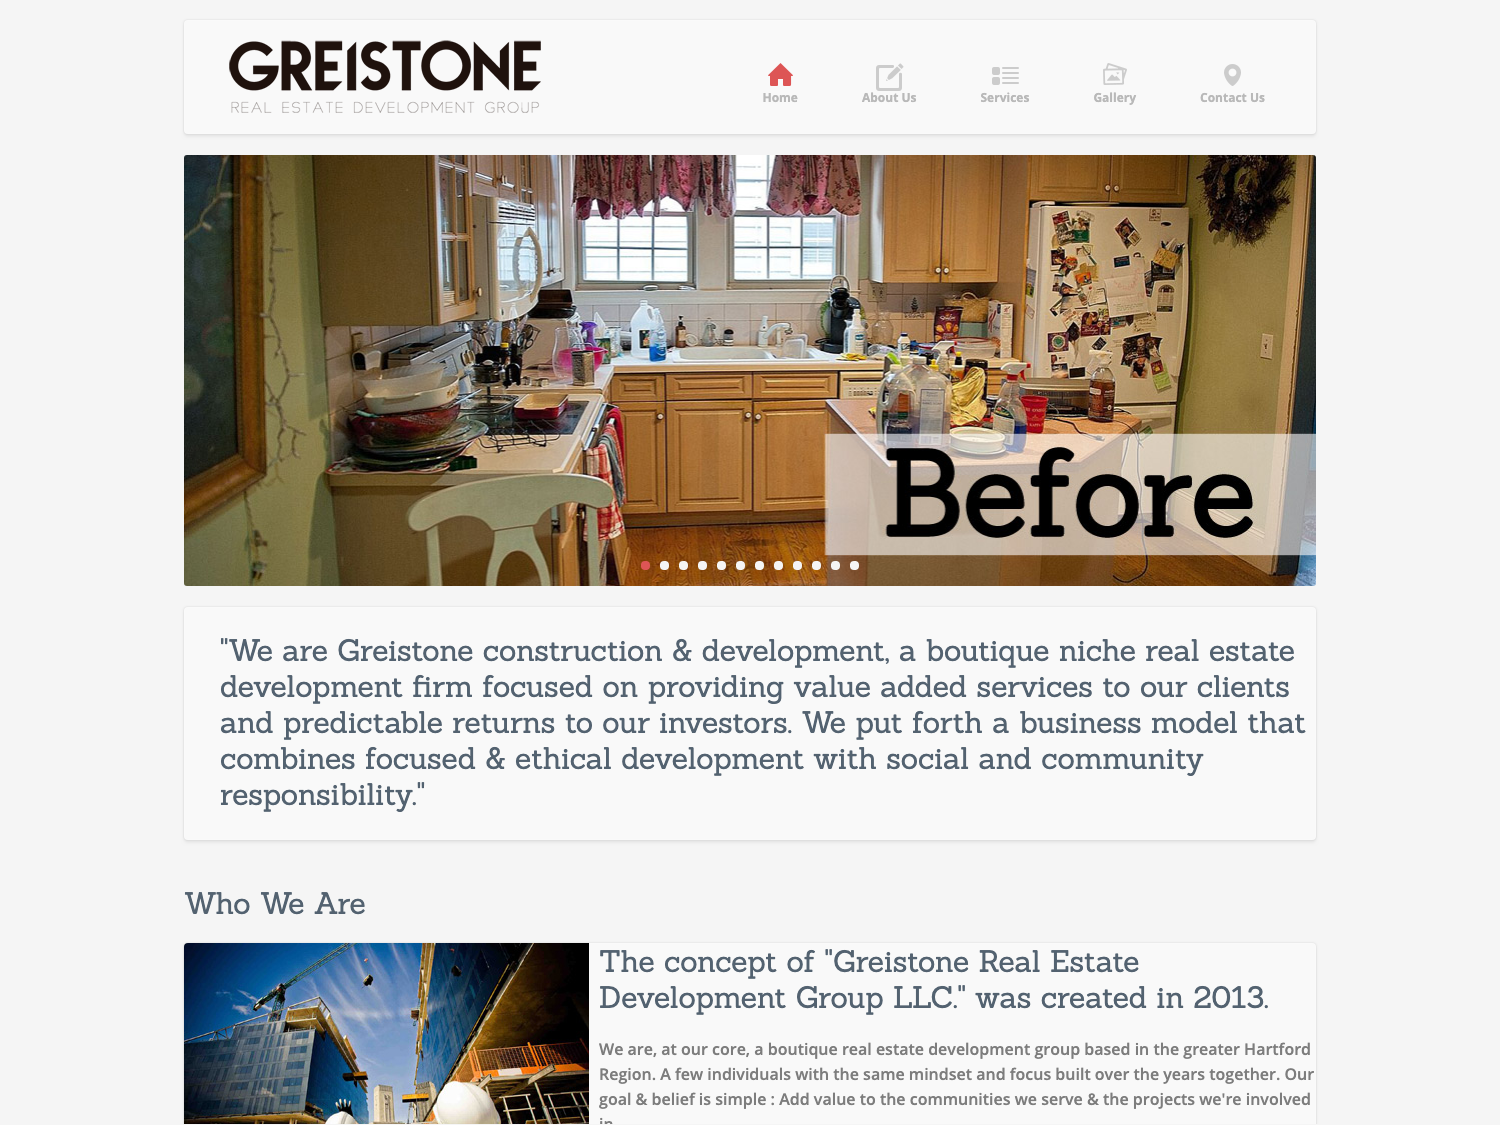 GREISTONE
REAL ESTATE DEVELOPMENT GROUP
Home
About Us
Services
Gallery
Contact Us
Before
"We are Greistone construction & development, a boutique niche real estate
development firm focused on providing value added services to our clients
and predictable returns to our investors. We put forth a business model that
combines focused & ethical development with social and community
responsibility."
Who We Are
The concept of "Greistone Real Estate
Development Group LLC." was created in 2013.
We are, at our core, a boutique real estate development group based in the greater Hartford
Region. A few individuals with the same mindset and focus built over the years together. Our
goal & belief is simple : Add value to the communities we serve & the projects we're involved
in